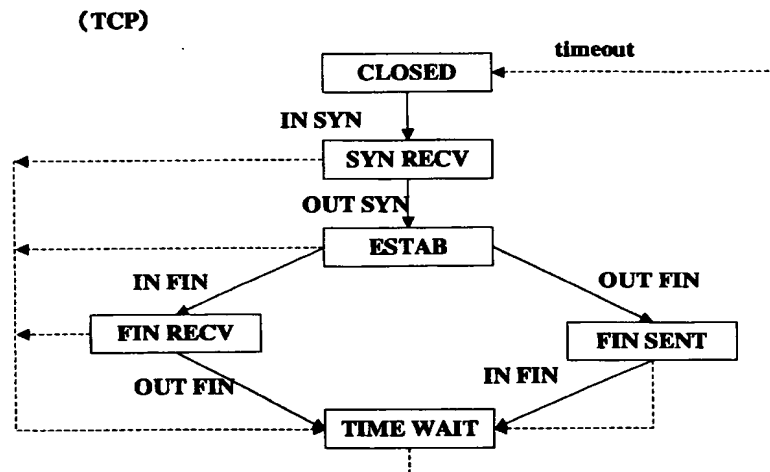 (TCP)
timeout
CLOSED
IN SYN
SYN RECV
OUT SYN
ESTAB
IN FIN
OUT FIN
FIN RECV
FIN SENT
OUT FIN
IN FIN
TIME WAIT